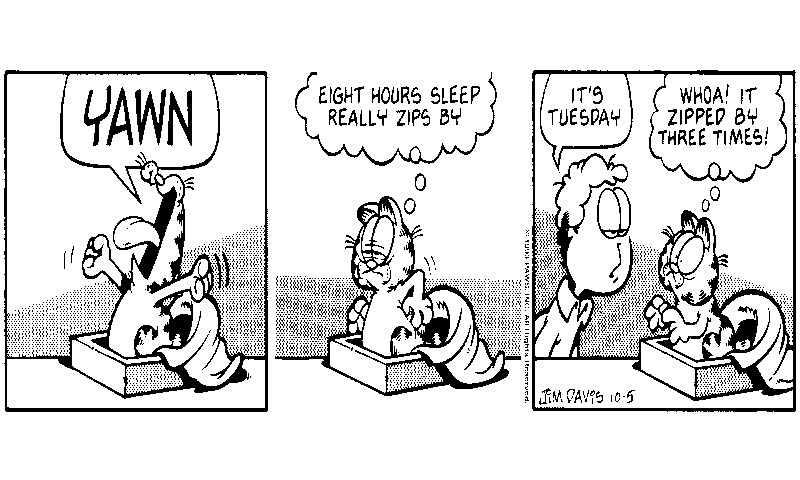 YAWN
EIGHT HOURS SLEEP
REALLY ZIPS BY
IT'S
TUESDAY
WHOA! IT
ZIPPED BY
THREE TIMES!
JIM DAVIS 10-5